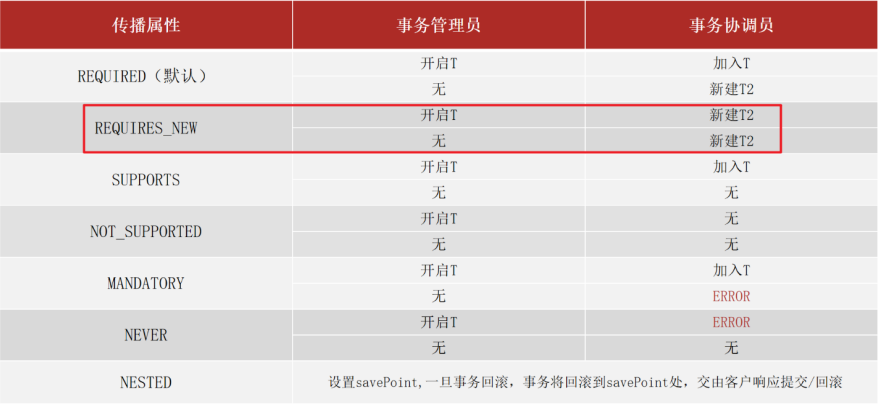 传播属性 事务管理员 事务协调员
REQUIRED（默认） 开启T 加入T
无 新建T2
REQUIRES_NEW 开启T 新建T2
无 新建T2
SUPPORTS 开启T 加入T
无 无
NOT_SUPPORTED 开启T 无
无 无
MANDATORY 开启T 加入T
无 ERROR
NEVER 开启T ERROR
无 无
NESTED 设置savePoint,一旦事务回滚，事务将回滚到savePoint处，交由客户响应提交/回滚